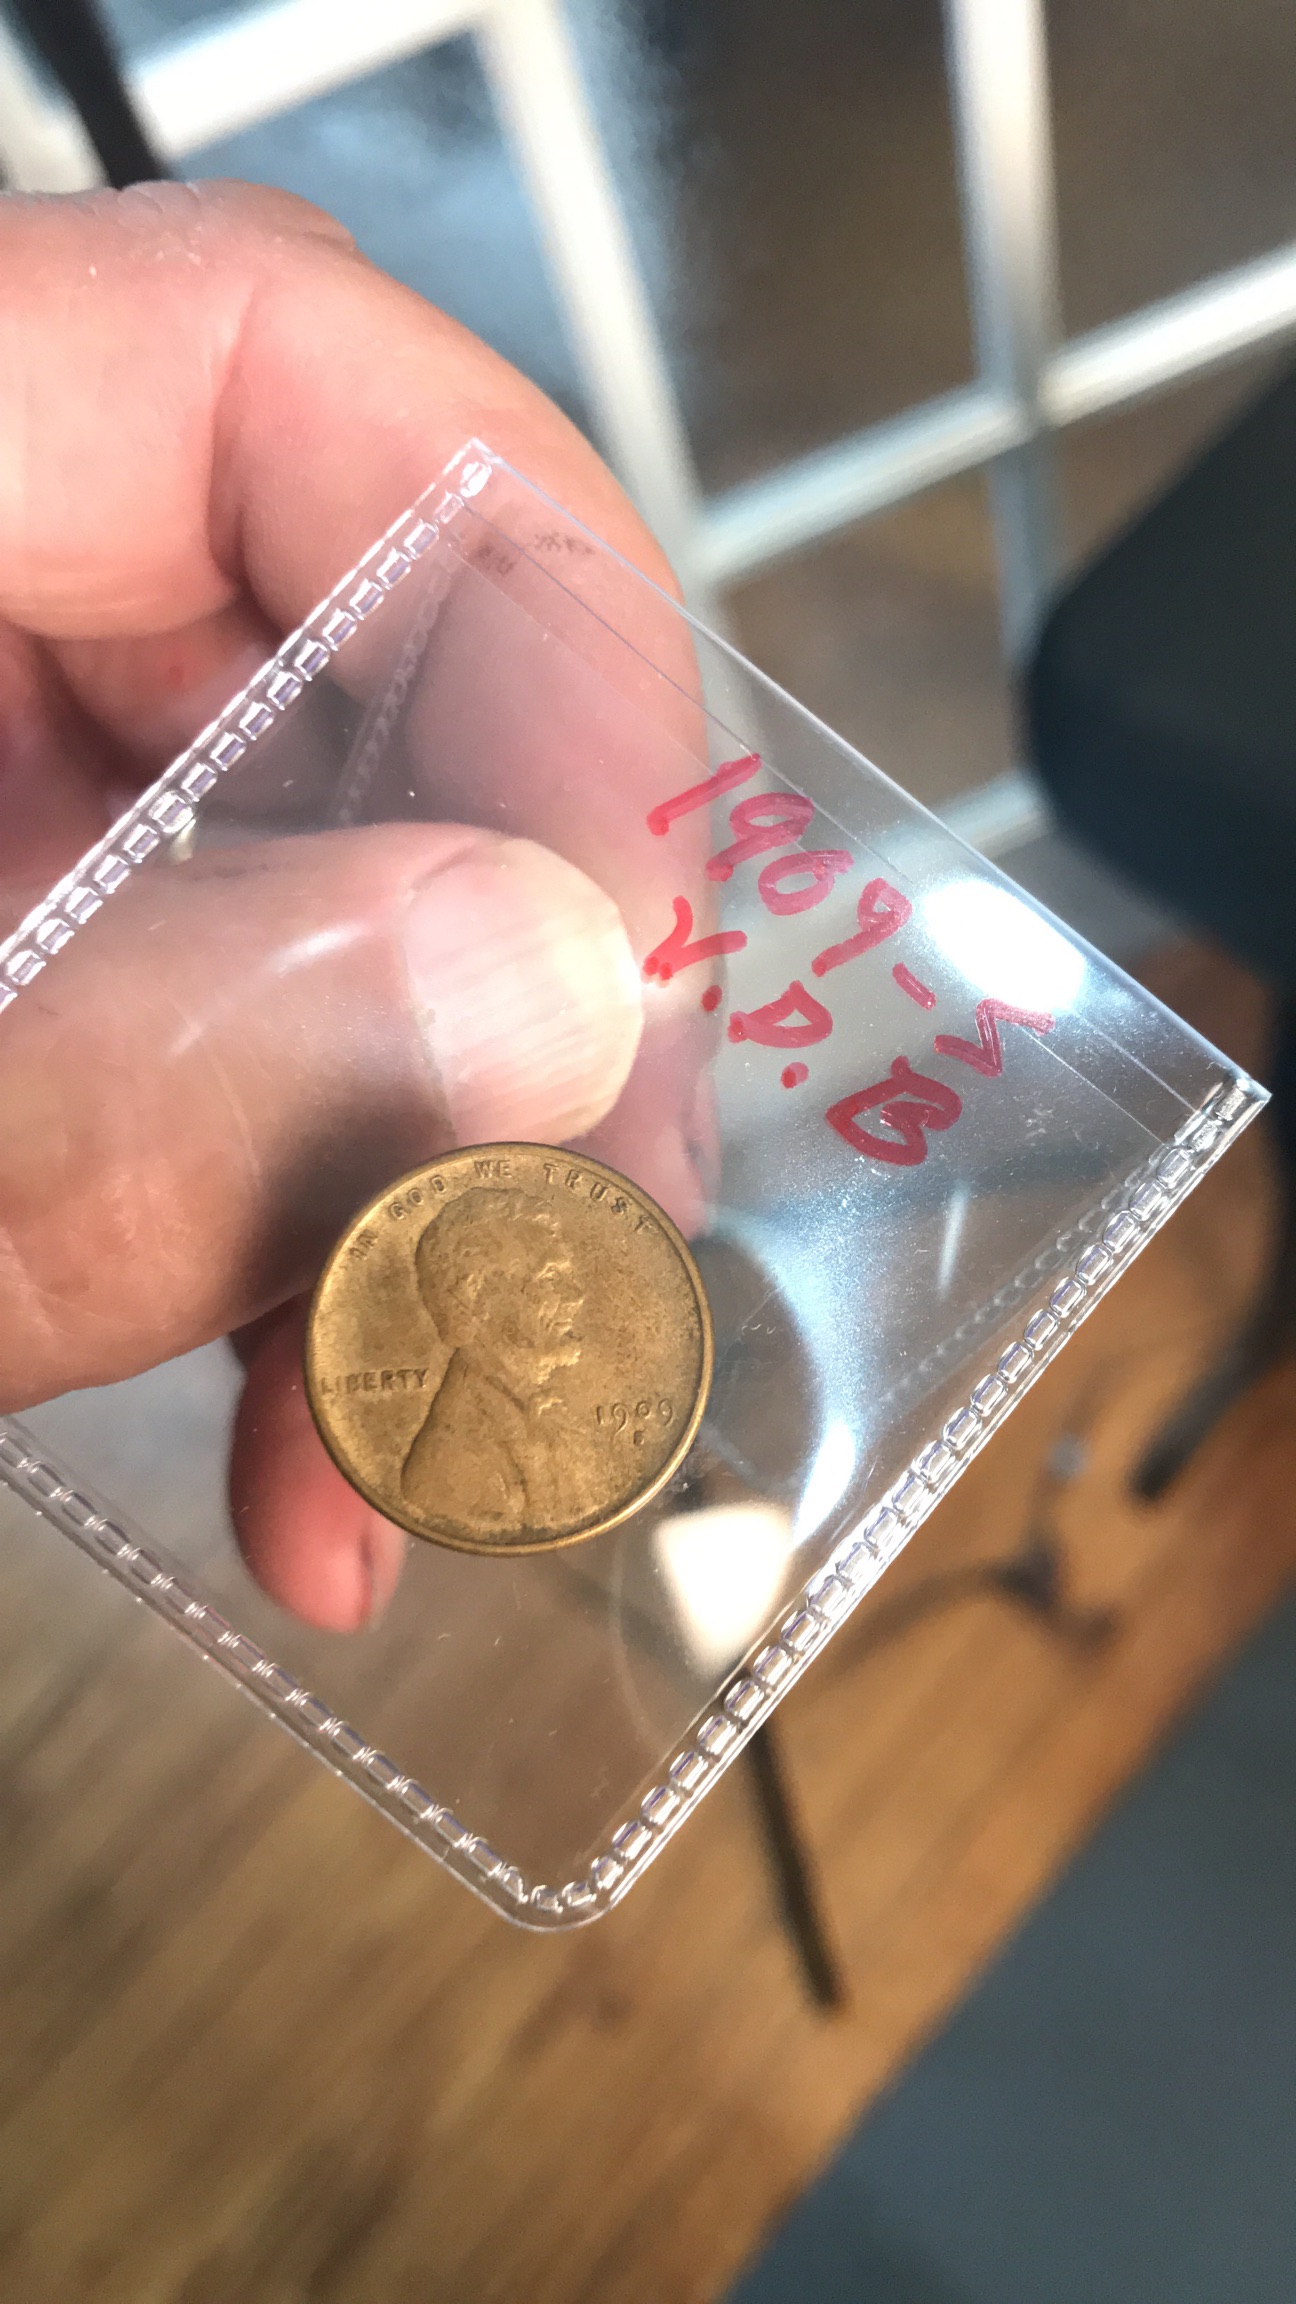 1909-S
V.D.B
IN GOD WE TRUST
LIBERTY
1909
S